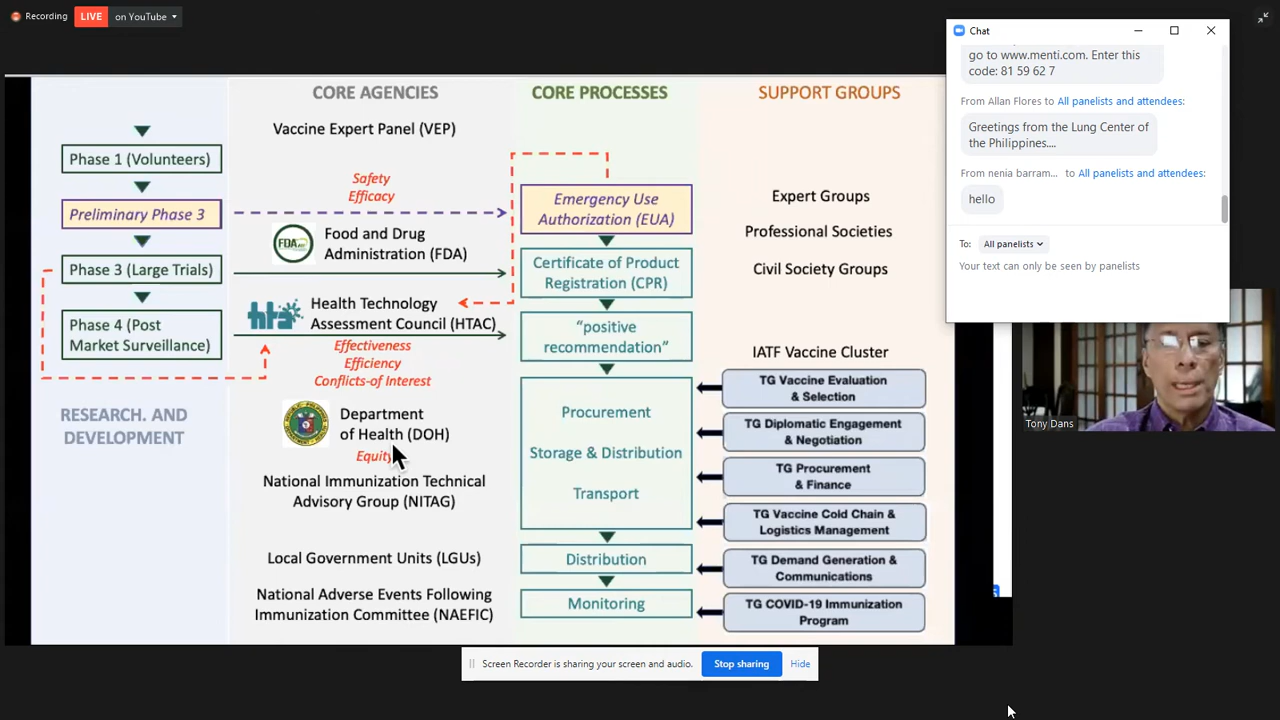 Recording
LIVE
on YouTube
CORE AGENCIES
CORE PROCESSES
SUPPORT GROUPS
Phase 1 (Volunteers)
Preliminary Phase 3
Phase 3 (Large Trials)
Phase 4 (Post
Market Surveillance)
RESEARCH. AND
DEVELOPMENT
Vaccine Expert Panel (VEP)
Safety
Efficacy
FDA
Food and Drug
Administration (FDA)
hta
Health Technology
Assessment Council (HTAC)
Effectiveness
Efficiency
Conflicts-of Interest
Department
of Health (DOH)
Equity
National Immunization Technical
Advisory Group (NITAG)
Local Government Units (LGUs)
National Adverse Events Following
Immunization Committee (NAEFIC)
Emergency Use
Authorization (EUA)
Certificate of Product
Registration (CPR)
“positive
recommendation”
Procurement
Storage & Distribution
Transport
Distribution
Monitoring
Expert Groups
Professional Societies
Civil Society Groups
IATF Vaccine Cluster
TG Vaccine Evaluation
& Selection
TG Diplomatic Engagement
& Negotiation
TG Procurement
& Finance
TG Vaccine Cold Chain &
Logistics Management
TG Demand Generation &
Communications
TG COVID-19 Immunization
Program
Chat
go to www.menti.com. Enter this
code: 81 59 62 7
From Allan Flores to All panelists and attendees:
Greetings from the Lung Center of
the Philippines....
From nenia barram... to All panelists and attendees:
hello
To: All panelists
Your text can only be seen by panelists
Tony Dans
Screen Recorder is sharing your screen and audio.
Stop sharing
Hide